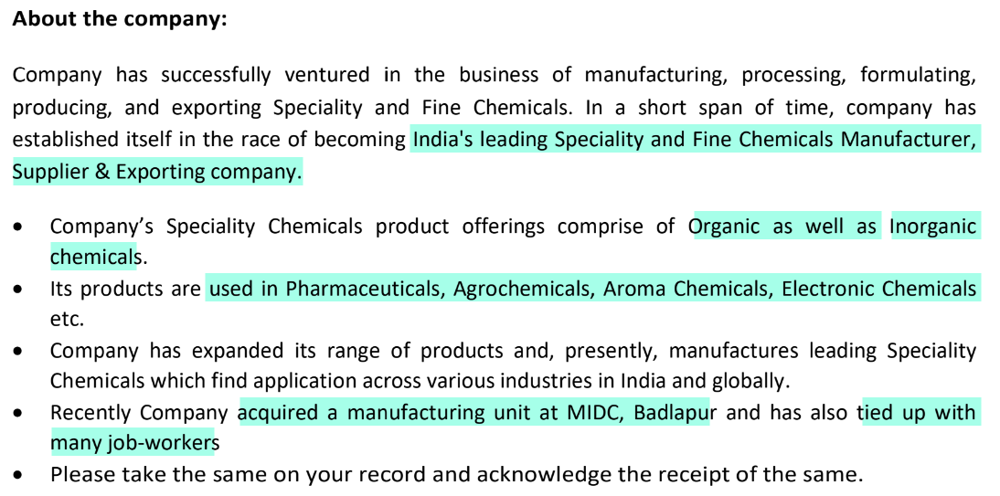 About the company:
Company has successfully ventured in the business of manufacturing, processing, formulating,
producing, and exporting Speciality and Fine Chemicals. In a short span of time, company has
established itself in the race of becoming India's leading Speciality and Fine Chemicals Manufacturer,
Supplier & Exporting company.
• Company’s Speciality Chemicals product offerings comprise of Organic as well as Inorganic
chemicals.
• Its products are used in Pharmaceuticals, Agrochemicals, Aroma Chemicals, Electronic Chemicals
etc.
• Company has expanded its range of products and, presently, manufactures leading Speciality
Chemicals which find application across various industries in India and globally.
• Recently Company acquired a manufacturing unit at MIDC, Badlapur and has also tied up with
many job-workers
• Please take the same on your record and acknowledge the receipt of the same.